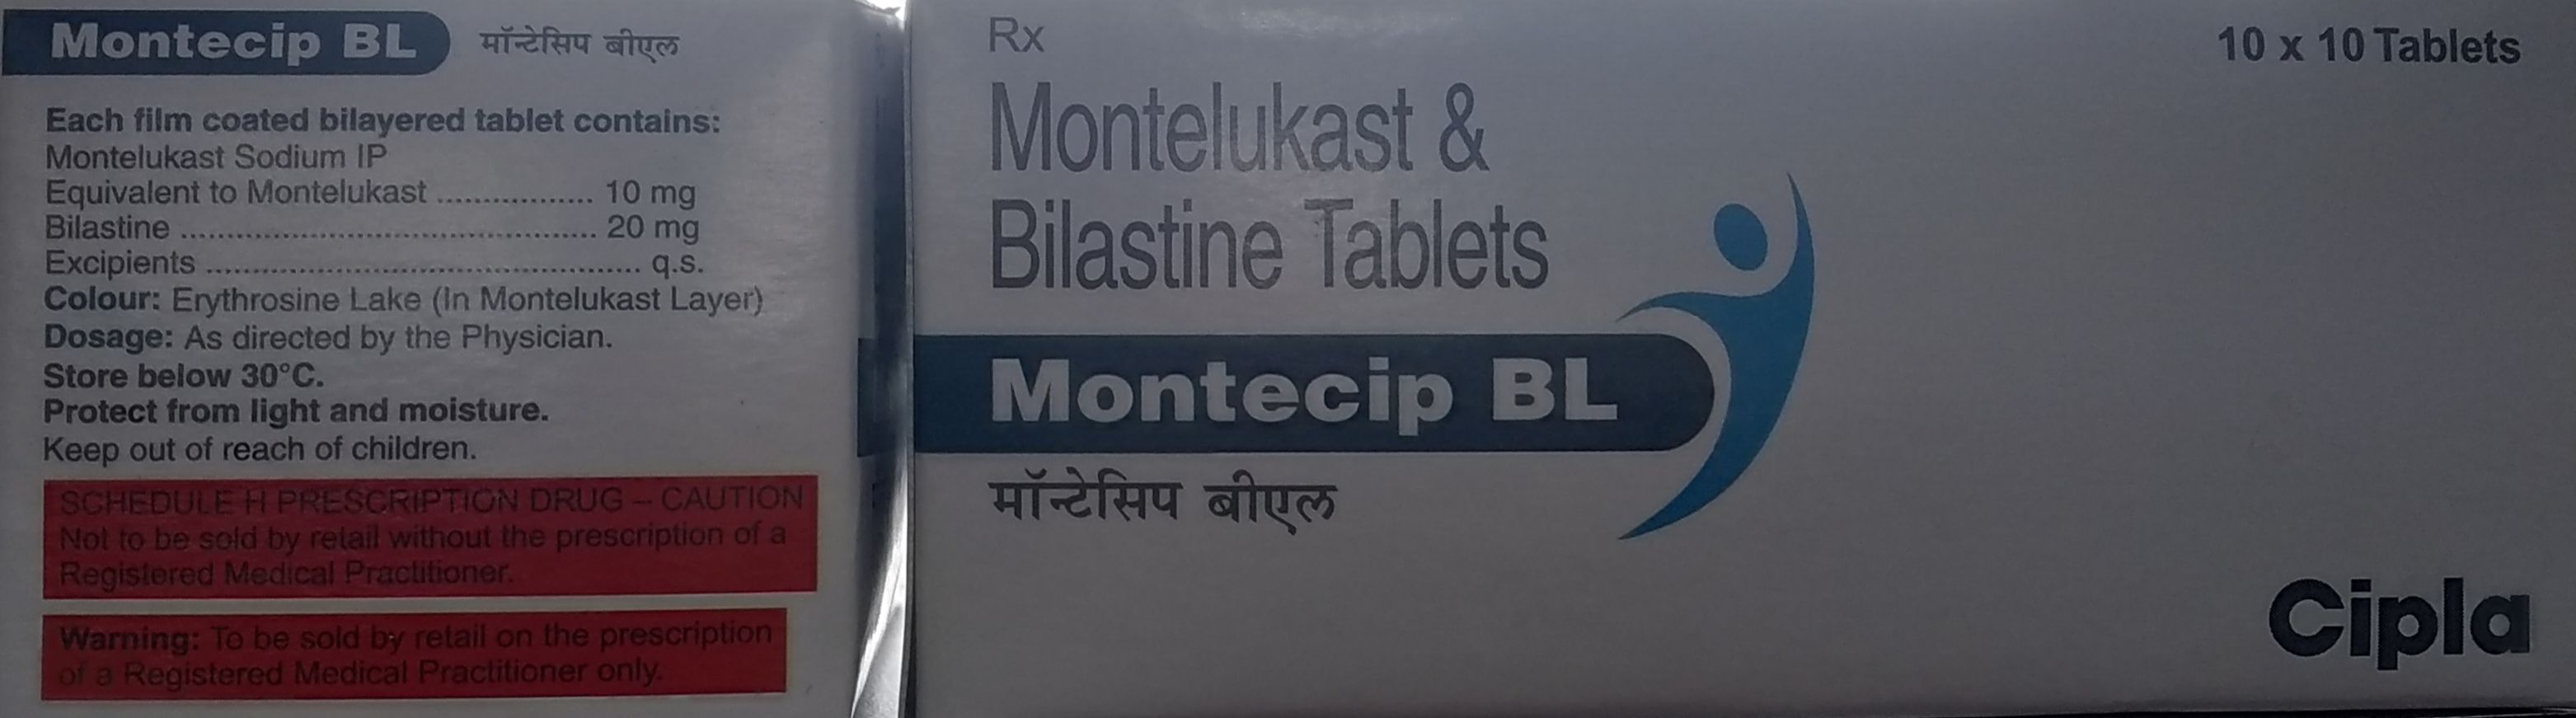 Montecip BL मॉन्टेसिप बीएल
Each film coated bilayered tablet contains:
Montelukast Sodium IP
Equivalent to Montelukast ................. 10 mg
Bilastine .............................................. 20 mg
Excipients ................................................ q.s.
Colour: Erythrosine Lake (In Montelukast Layer)
Dosage: As directed by the Physician.
Store below 30°C.
Protect from light and moisture.
Keep out of reach of children.
SCHEDULE H PRESCRIPTION DRUG – CAUTION
Not to be sold by retail without the prescription of a
Registered Medical Practitioner.
Warning: To be sold by retail on the prescription
of a Registered Medical Practitioner only.
Rx
10 x 10 Tablets
Montelukast &
Bilastine Tablets
Montecip BL
मॉन्टेसिप बीएल
Cipla